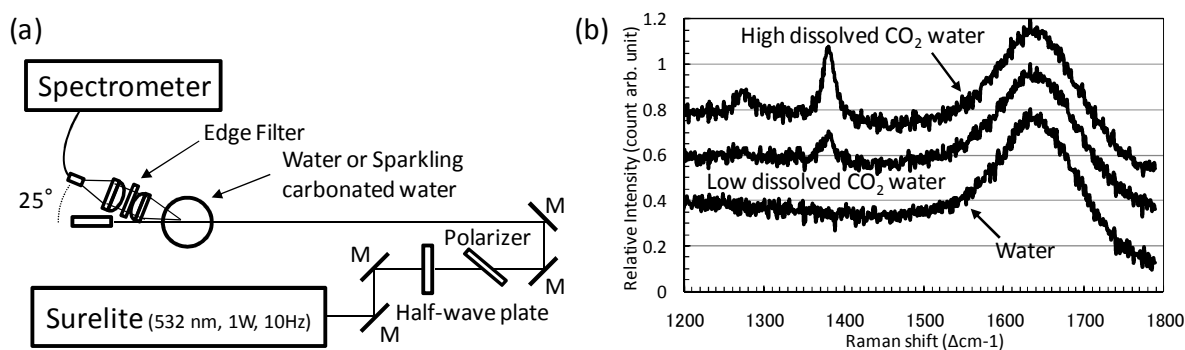 (a)
Spectrometer
Edge Filter
Water or Sparkling
carbonated water
25°
M
Polarizer
M
M
Half-wave plate
M
Surelite (532 nm, 1W, 10Hz)
(b)
Relative Intensity (count arb. unit)
1.2
1
0.8
0.6
0.4
0.2
0
High dissolved CO₂ water
Low dissolved CO₂ water
Water
1200 1300 1400 1500 1600 1700 1800
Raman shift (Δcm-1)